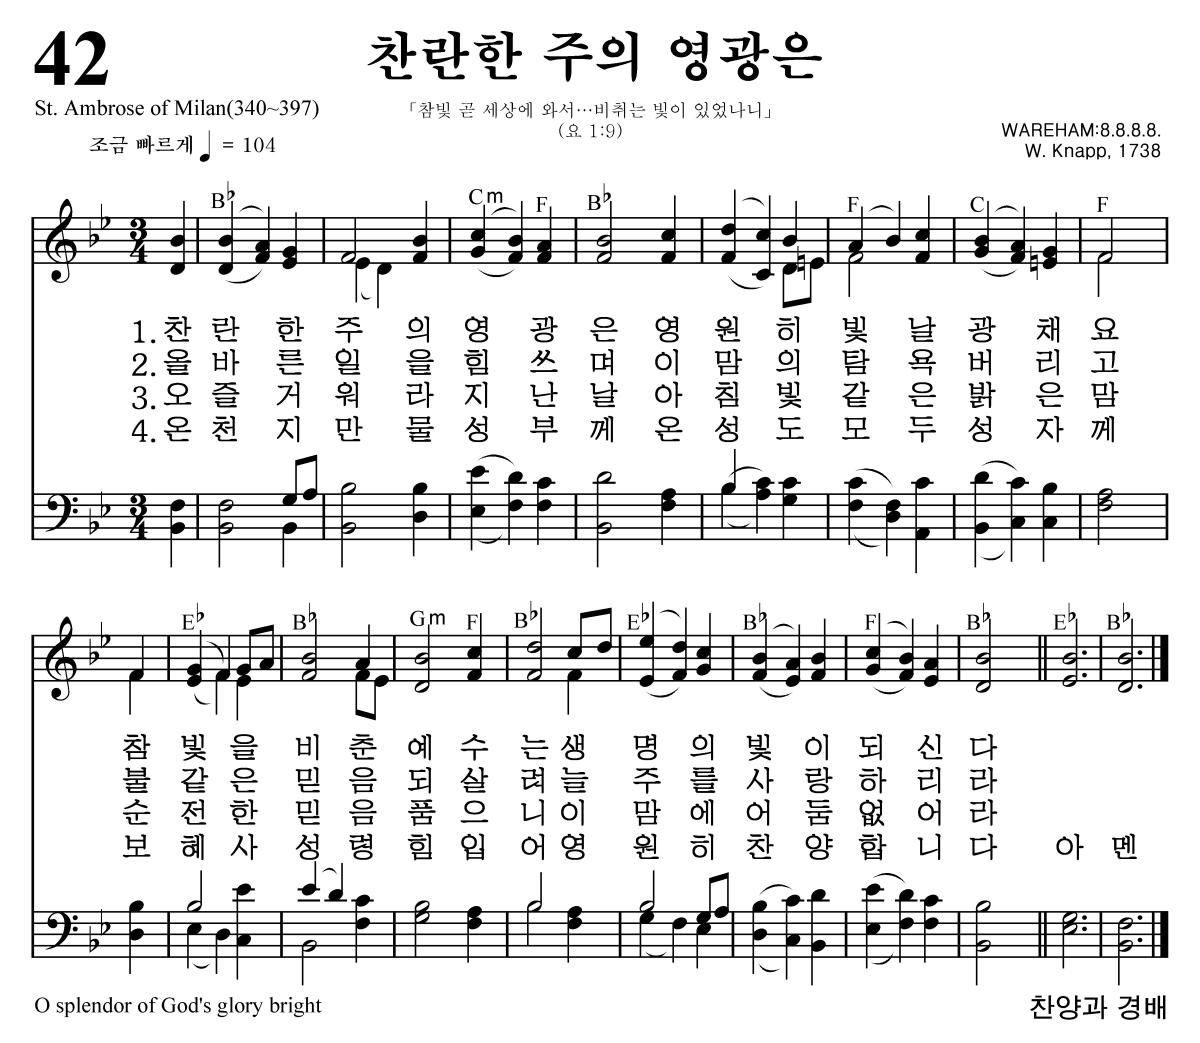 42
찬란한 주의 영광은
St. Ambrose of Milan(340~397)
「참빛 곧 세상에 와서…비취는 빛이 있었나니」
(요 1:9)
조금 빠르게 ♩ = 104
WAREHAM:8.8.8.8.
W. Knapp, 1738
B♭ Cm F B♭ F C F
3/4
1. 찬 란 한 주 의 영 광 은 영 원 히 빛 날 광 채 요
2. 올 바 른 일 을 힘 쓰 며 이 맘 의 탐 욕 버 리 고
3. 오 즐 거 워 라 지 난 날 아 침 빛 같 은 밝 은 맘
4. 온 천 지 만 물 성 부 께 온 성 도 모 두 성 자 께
3/4
E♭ B♭ Gm F B♭ E♭ B♭ F B♭ E♭ B♭
참 빛 을 비 춘 예 수 는 생 명 의 빛 이 되 신 다
불 같 은 믿 음 되 살 려 늘 주 를 사 랑 하 리 라
순 전 한 믿 음 품 으 니 이 맘 에 어 둠 없 어 라
보 혜 사 성 령 힘 입 어 영 원 히 찬 양 합 니 다 아 멘
O splendor of God's glory bright
찬양과 경배